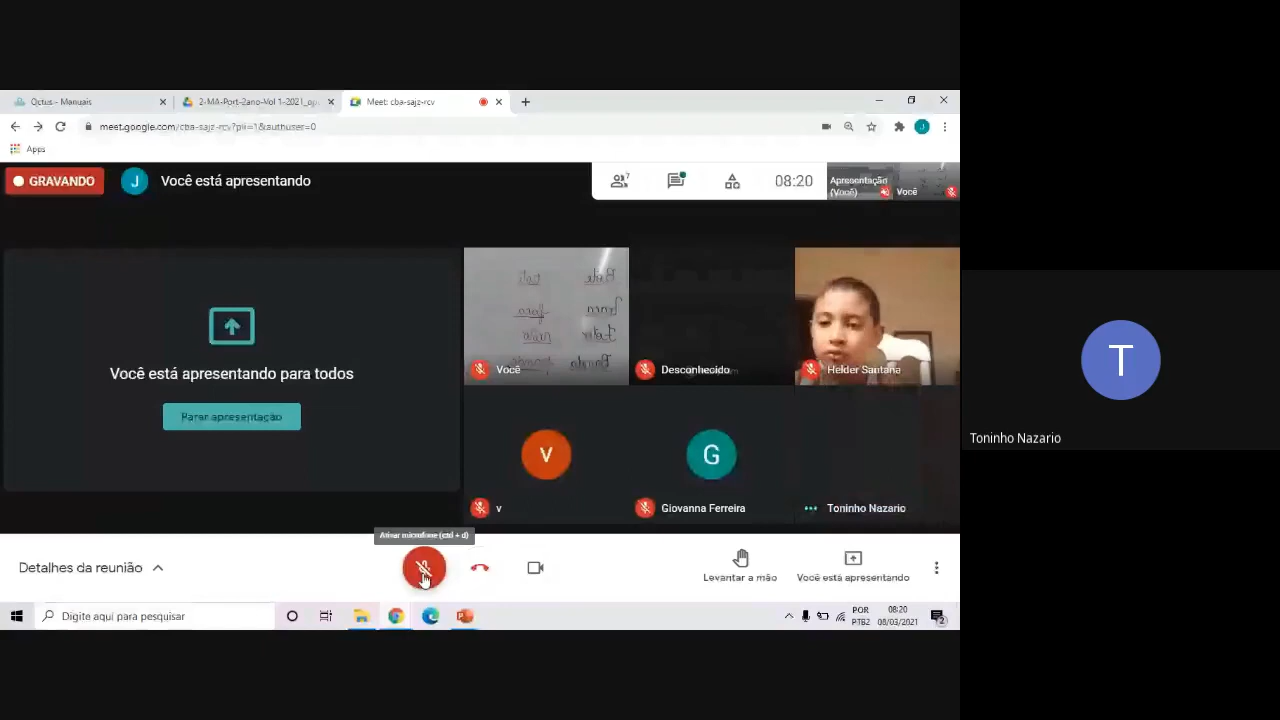 Octus - Manuais
2-MA-Port-2ano-Vol 1-2021_op
Meet: cba-sajz-rcv
meet.google.com/cba-sajz-rcv?pli=1&authuser=0
J
Apps
GRAVANDO
J
Você está apresentando
7
08:20
Apresentação
(Você)
Você
Você está apresentando para todos
Parar apresentação
Você
Desconhecido
Helder Santana
V
v
G
Giovanna Ferreira
Toninho Nazario
T
Toninho Nazario
Ativar microfone (ctrl + d)
Detalhes da reunião
Levantar a mão
Você está apresentando
Digite aqui para pesquisar
POR
PTB2
08:20
08/03/2021
2